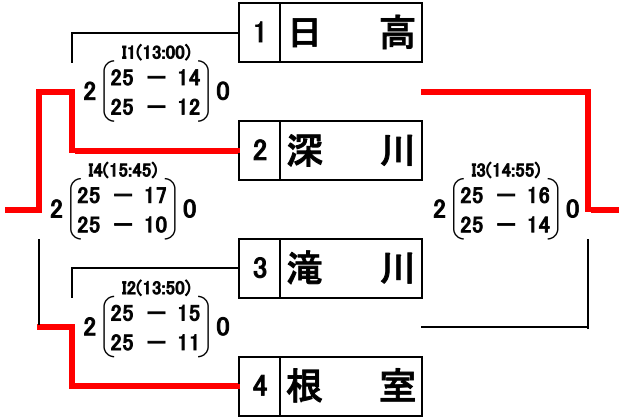 1 日 高
I1(13:00)
2 25 － 14 0
25 － 12
2 深 川
I4(15:45)
2 25 － 17 0
25 － 10
I3(14:55)
2 25 － 16 0
25 － 14
3 滝 川
I2(13:50)
2 25 － 15 0
25 － 11
4 根 室